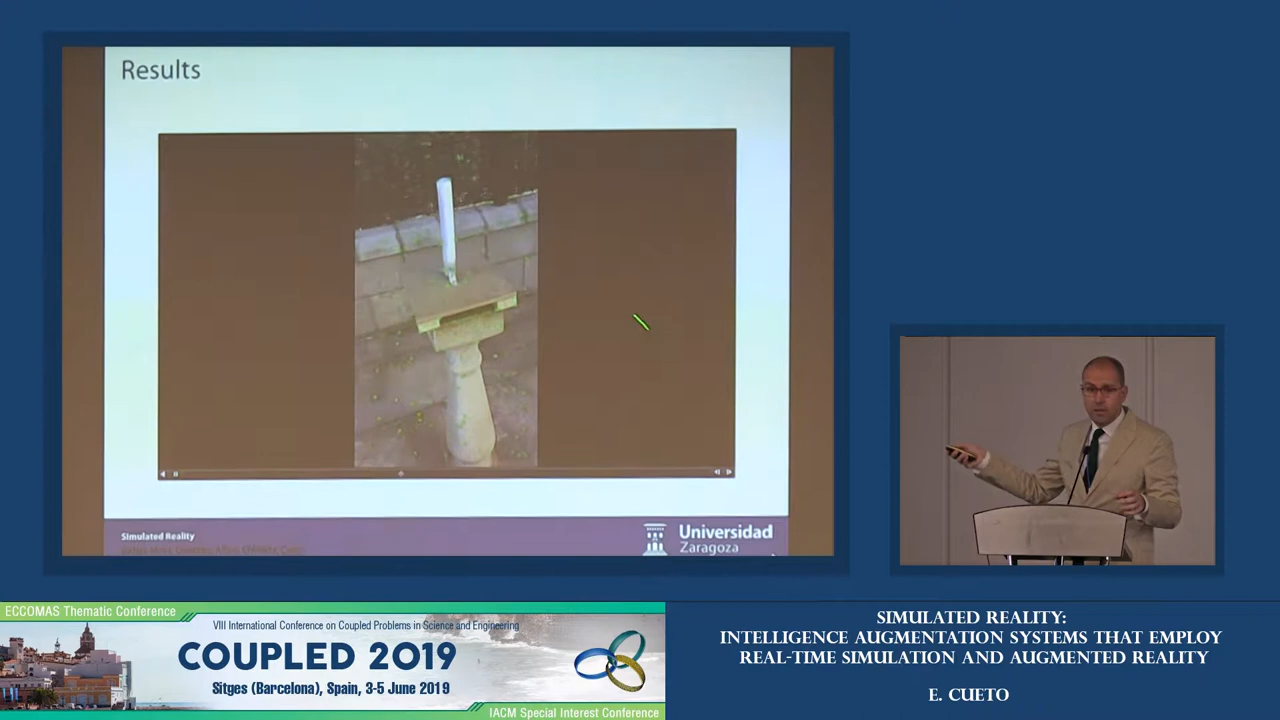 Results
Simulated Reality
Universidad
Zaragoza
ECCOMAS Thematic Conference
VIII International Conference on Coupled Problems in Science and Engineering
COUPLED 2019
Sitges (Barcelona), Spain, 3-5 June 2019
IACM Special Interest Conference
SIMULATED REALITY:
INTELLIGENCE AUGMENTATION SYSTEMS THAT EMPLOY
REAL-TIME SIMULATION AND AUGMENTED REALITY
E. CUETO